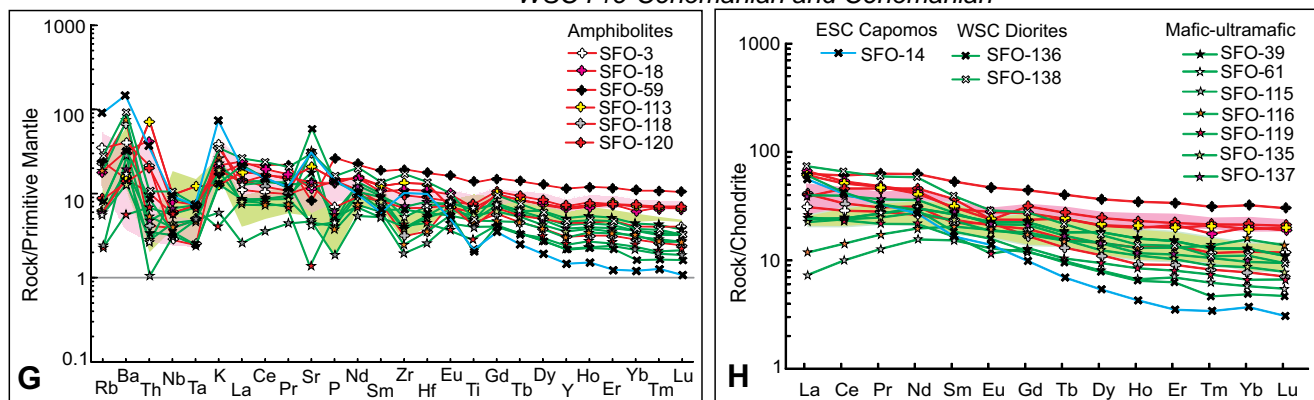 WSC Pre-Cenomanian and Cenomanian
1000
100
10
1
0.1
Rock/Primitive Mantle
Amphibolites
SFO-3
SFO-18
SFO-59
SFO-113
SFO-118
SFO-120
G
Rb Ba Th Nb Ta K La Ce Pr Sr P Nd Sm Zr Hf Eu Ti Gd Tb Dy Y Ho Er Yb Tm Lu
1000
100
10
1
Rock/Chondrite
ESC Capomos
SFO-14
WSC Diorites
SFO-136
SFO-138
Mafic-ultramafic
SFO-39
SFO-61
SFO-115
SFO-116
SFO-119
SFO-135
SFO-137
H
La Ce Pr Nd Sm Eu Gd Tb Dy Ho Er Tm Yb Lu